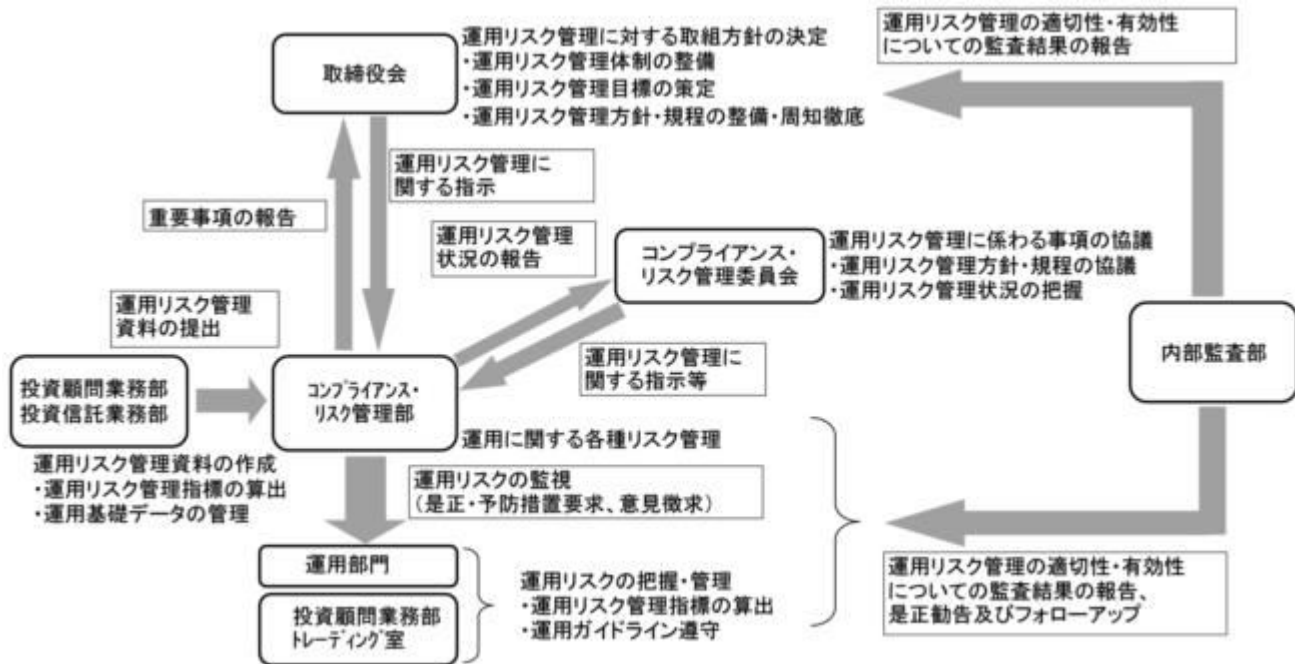 運用リスク管理に対する取組方針の決定
・運用リスク管理体制の整備
・運用リスク管理目標の策定
・運用リスク管理方針・規程の整備・周知徹底
取締役会
運用リスク管理の適切性・有効性
についての監査結果の報告
運用リスク管理に
関する指示
重要事項の報告
運用リスク管理
状況の報告
コンプライアンス・
リスク管理委員会
運用リスク管理に係わる事項の協議
・運用リスク管理方針・規程の協議
・運用リスク管理状況の把握
運用リスク管理
資料の提出
運用リスク管理に
関する指示等
内部監査部
投資顧問業務部
投資信託業務部
コンプライアンス・
リスク管理部
運用に関する各種リスク管理
運用リスク管理資料の作成
・運用リスク管理指標の算出
・運用基礎データの管理
運用リスクの監視
（是正・予防措置要求、意見徴求）
運用部門
投資顧問業務部
トレーディング室
運用リスクの把握・管理
・運用リスク管理指標の算出
・運用ガイドライン遵守
運用リスク管理の適切性・有効性
についての監査結果の報告、
是正勧告及びフォローアップ